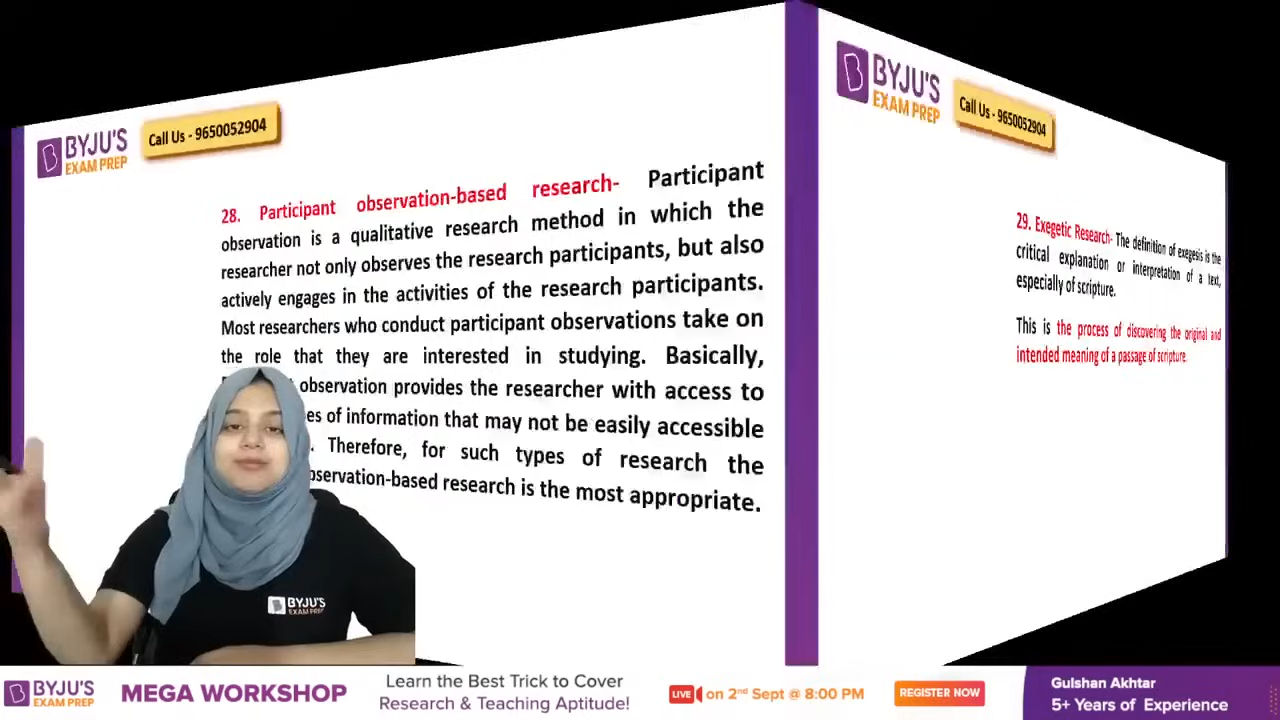 BYJU'S
EXAM PREP
Call Us - 9650052904
28. Participant observation-based research- Participant
observation is a qualitative research method in which the
researcher not only observes the research participants, but also
actively engages in the activities of the research participants.
Most researchers who conduct participant observations take on
the role that they are interested in studying. Basically,
observation provides the researcher with access to
es of information that may not be easily accessible
. Therefore, for such types of research the
bservation-based research is the most appropriate.
BYJU'S
EXAM PREP
Call Us - 9650052904
29. Exegetic Research- The definition of exegesis is the
critical explanation or interpretation of a text,
especially of scripture.
This is the process of discovering the original and
intended meaning of a passage of scripture.
BYJU'S
EXAM PREP
BYJU'S
EXAM PREP
MEGA WORKSHOP
Learn the Best Trick to Cover
Research & Teaching Aptitude!
LIVE on 2nd Sept @ 8:00 PM
REGISTER NOW
Gulshan Akhtar
5+ Years of Experience